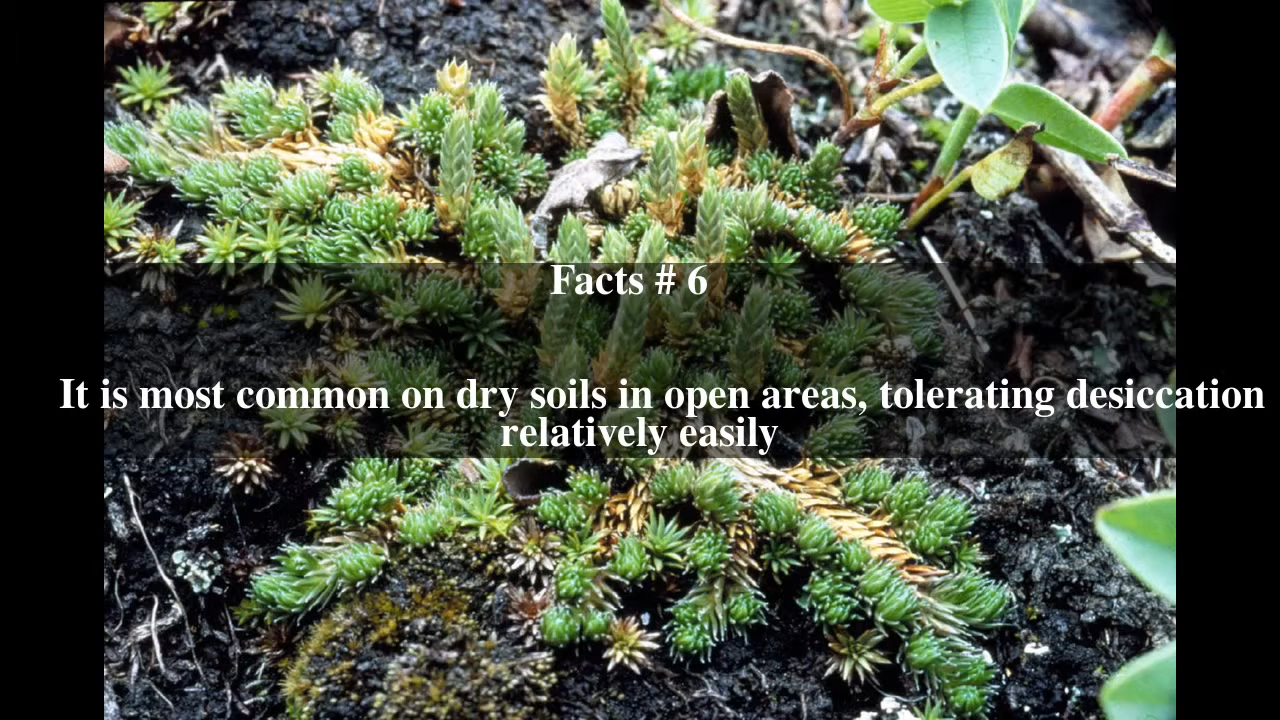 Facts # 6
It is most common on dry soils in open areas, tolerating desiccation
relatively easily